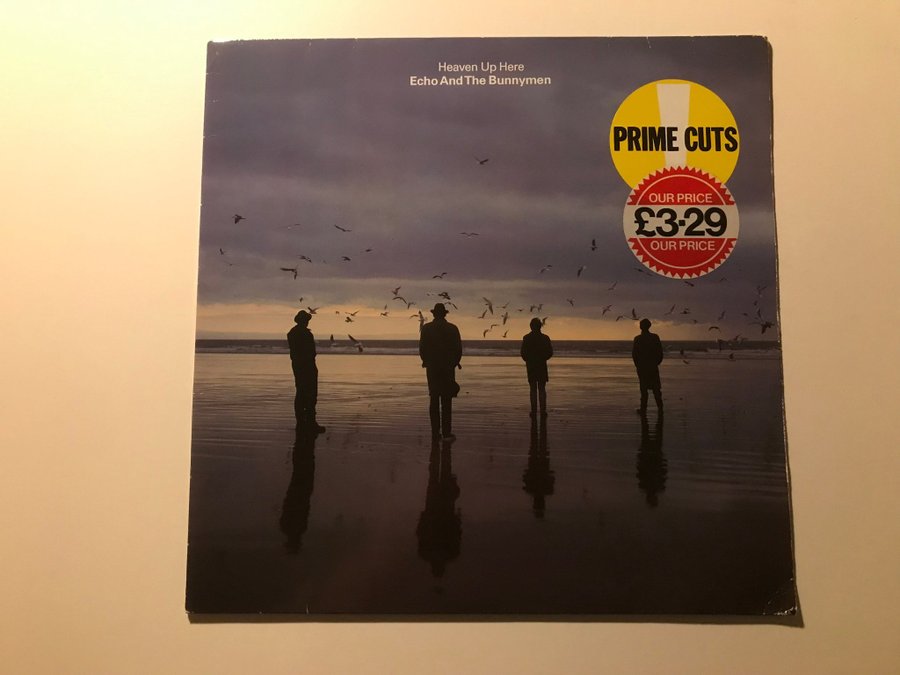 Heaven Up Here
Echo And The Bunnymen
PRIME CUTS
OUR PRICE
£3·29
OUR PRICE